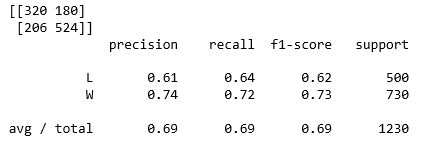 [[320 180]
[206 524]]
precision recall f1-score support
L 0.61 0.64 0.62 500
W 0.74 0.72 0.73 730
avg / total 0.69 0.69 0.69 1230